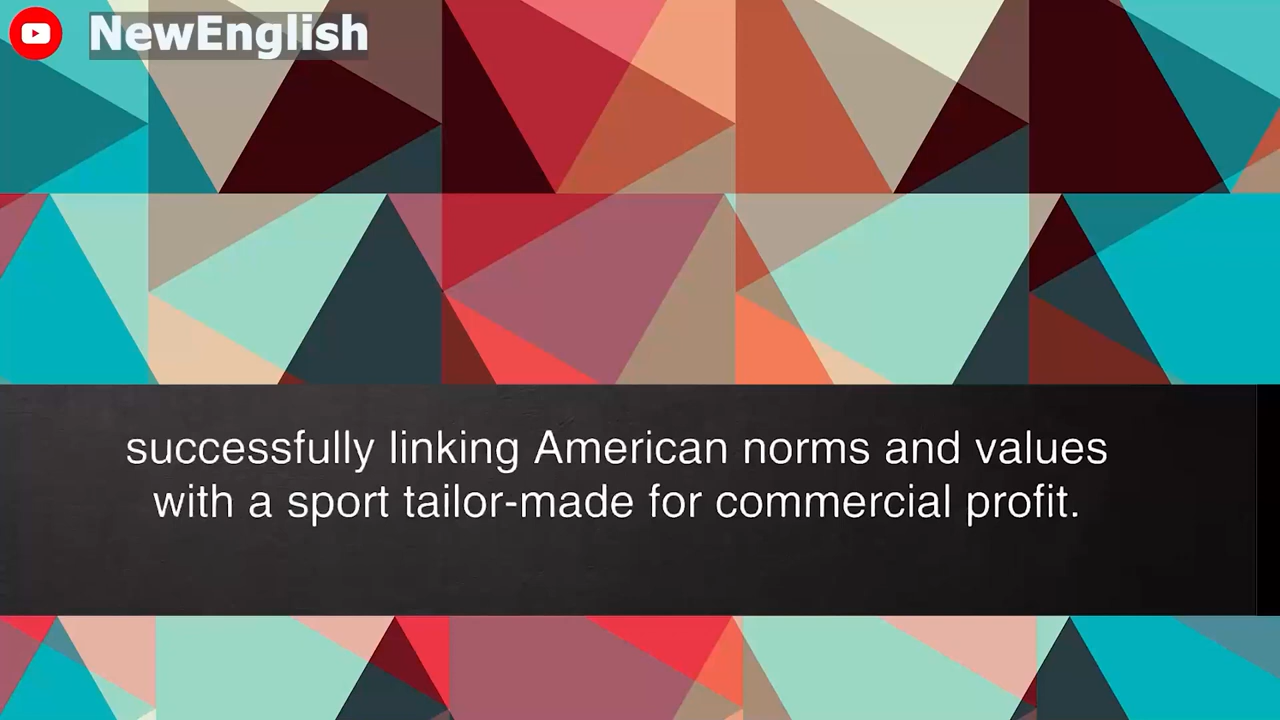 NewEnglish
successfully linking American norms and values
with a sport tailor-made for commercial profit.